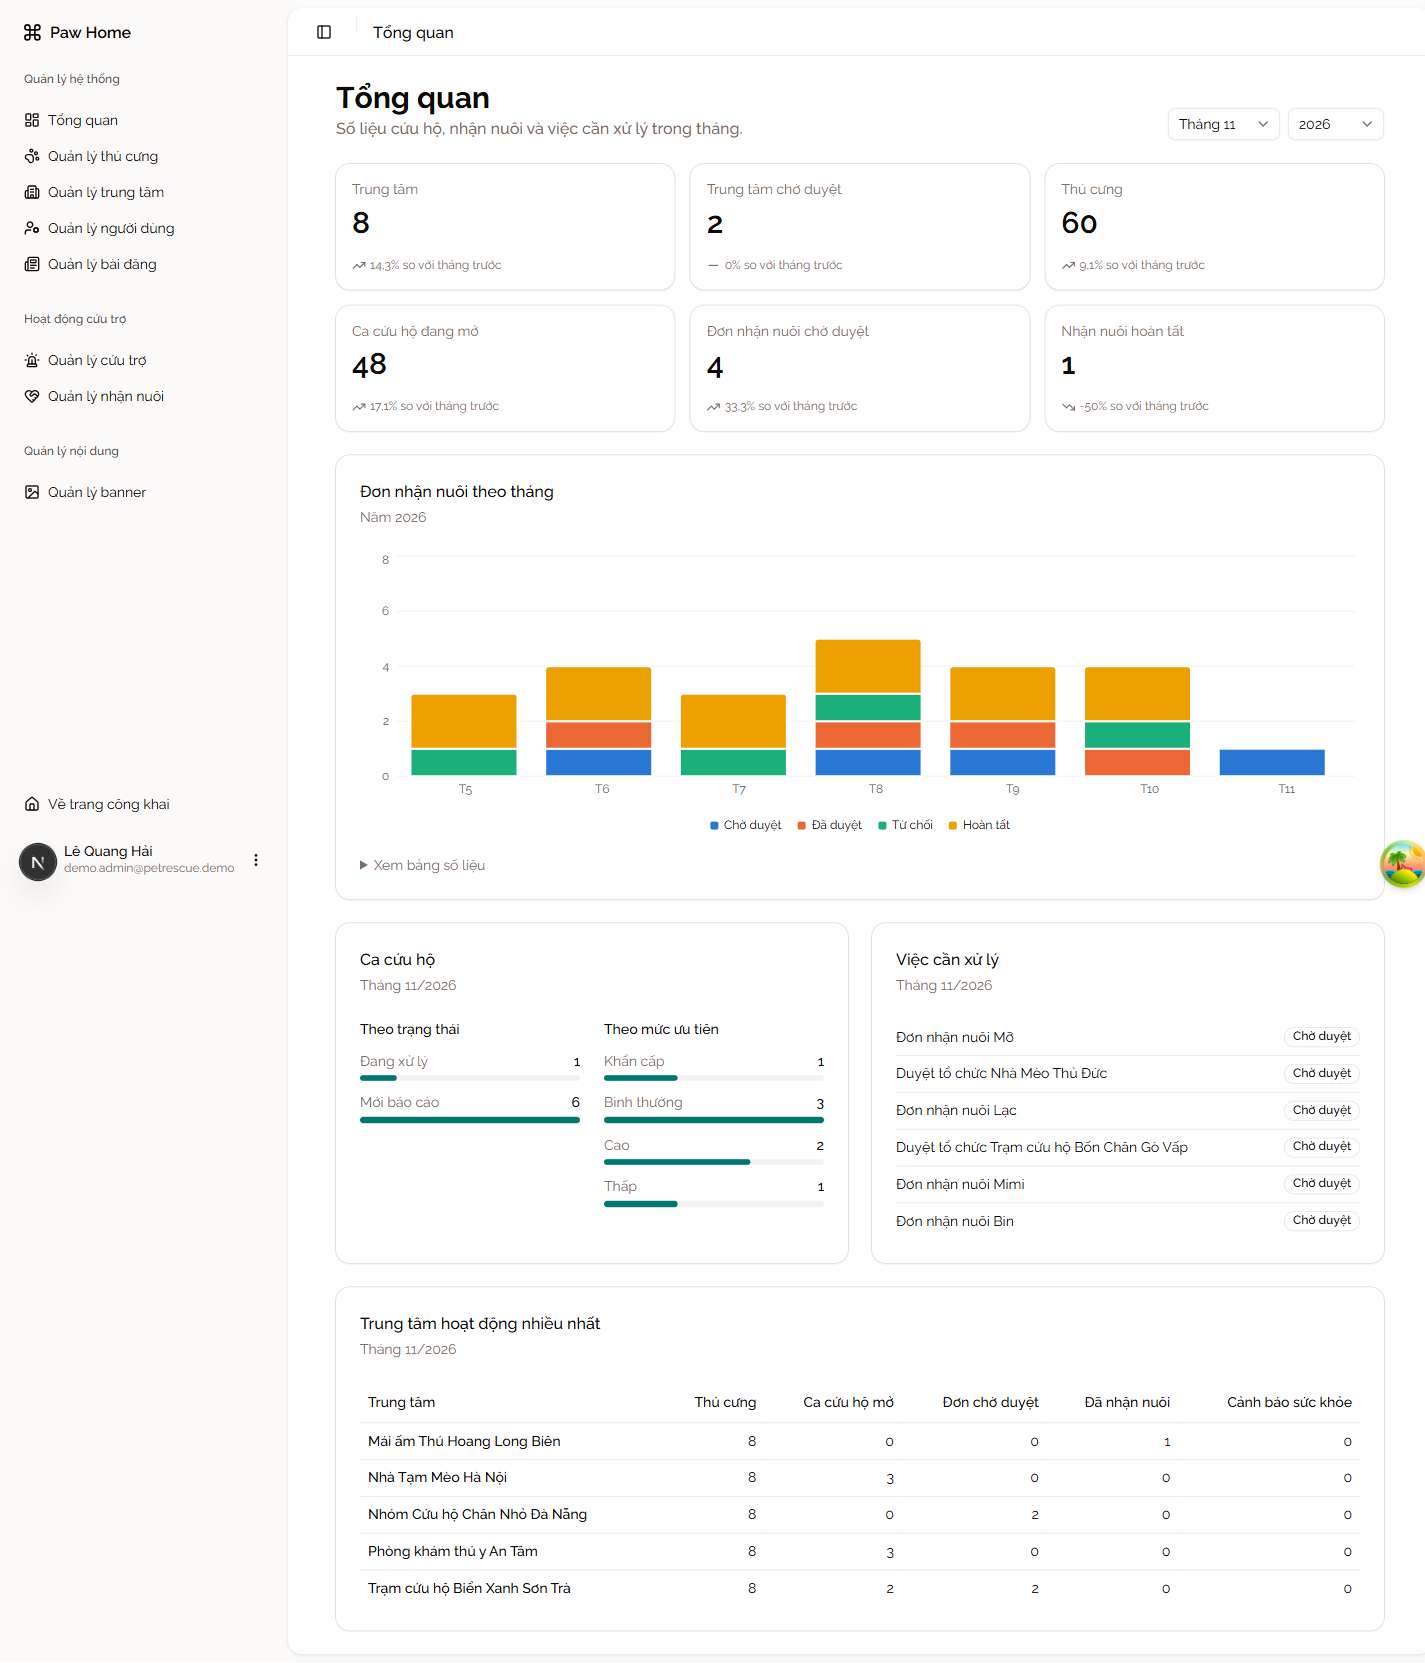 Paw Home
Quản lý hệ thống
Tổng quan
Quản lý thú cưng
Quản lý trung tâm
Quản lý người dùng
Quản lý bài đăng
Hoạt động cứu trợ
Quản lý cứu trợ
Quản lý nhận nuôi
Quản lý nội dung
Quản lý banner
Về trang công khai
N
Lê Quang Hải
demo.admin@petrescue.demo
Tổng quan
Tổng quan
Số liệu cứu hộ, nhận nuôi và việc cần xử lý trong tháng.
Tháng 11
2026
Trung tâm
8
14,3% so với tháng trước
Trung tâm chờ duyệt
2
0% so với tháng trước
Thú cưng
60
9,1% so với tháng trước
Ca cứu hộ đang mở
48
17,1% so với tháng trước
Đơn nhận nuôi chờ duyệt
4
33,3% so với tháng trước
Nhận nuôi hoàn tất
1
-50% so với tháng trước
Đơn nhận nuôi theo tháng
Năm 2026
8
6
4
2
0
T5 T6 T7 T8 T9 T10 T11
Chờ duyệt Đã duyệt Từ chối Hoàn tất
Xem bảng số liệu
Ca cứu hộ
Tháng 11/2026
Theo trạng thái
Đang xử lý 1
Mới báo cáo 6
Theo mức ưu tiên
Khẩn cấp 1
Bình thường 3
Cao 2
Thấp 1
Việc cần xử lý
Tháng 11/2026
Đơn nhận nuôi Mỡ Chờ duyệt
Duyệt tổ chức Nhà Mèo Thủ Đức Chờ duyệt
Đơn nhận nuôi Lạc Chờ duyệt
Duyệt tổ chức Trạm cứu hộ Bốn Chân Gò Vấp Chờ duyệt
Đơn nhận nuôi Mimi Chờ duyệt
Đơn nhận nuôi Bin Chờ duyệt
Trung tâm hoạt động nhiều nhất
Tháng 11/2026
Trung tâm Thú cưng Ca cứu hộ mở Đơn chờ duyệt Đã nhận nuôi Cảnh báo sức khỏe
Mái ấm Thú Hoang Long Biên 8 0 0 1 0
Nhà Tạm Mèo Hà Nội 8 3 0 0 0
Nhóm Cứu hộ Chân Nhỏ Đà Nẵng 8 0 2 0 0
Phòng khám thú y An Tâm 8 3 0 0 0
Trạm cứu hộ Biển Xanh Sơn Trà 8 2 2 0 0